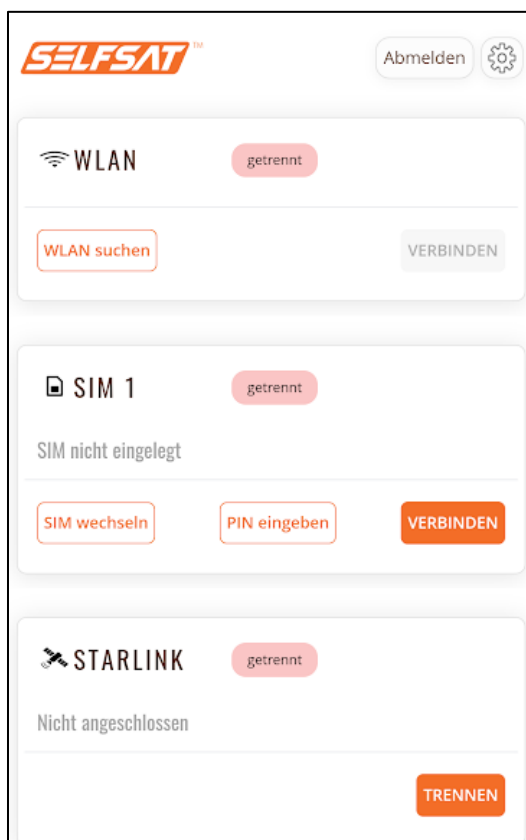 SELFSAT™
Abmelden
WLAN getrennt
WLAN suchen VERBINDEN
SIM 1 getrennt
SIM nicht eingelegt
SIM wechseln PIN eingeben VERBINDEN
STARLINK getrennt
Nicht angeschlossen
TRENNEN